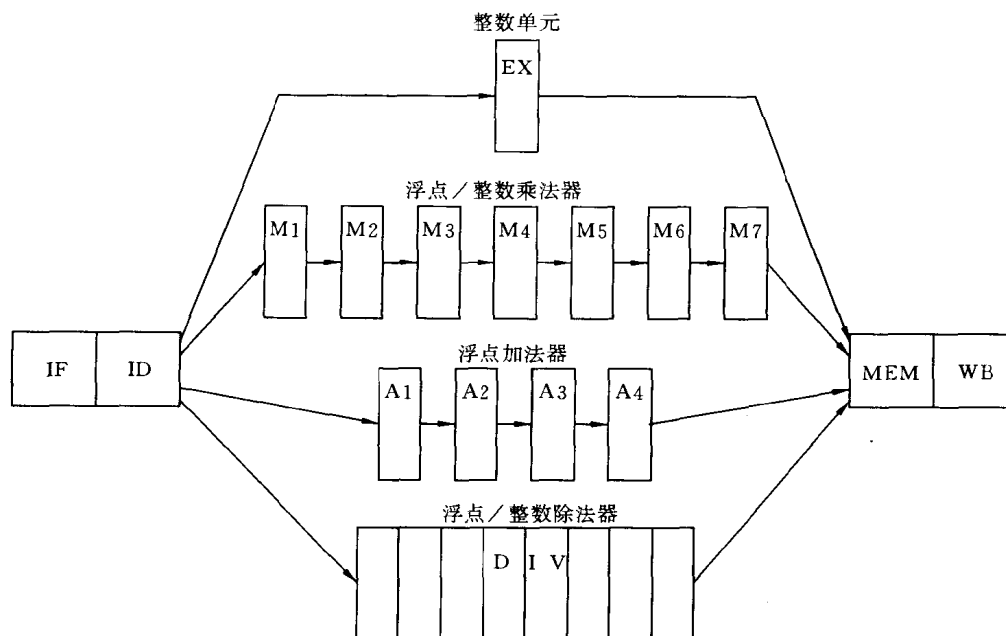 整数单元
EX
浮点/整数乘法器
M1 M2 M3 M4 M5 M6 M7
IF ID
浮点加法器
A1 A2 A3 A4
MEM WB
浮点/整数除法器
D I V